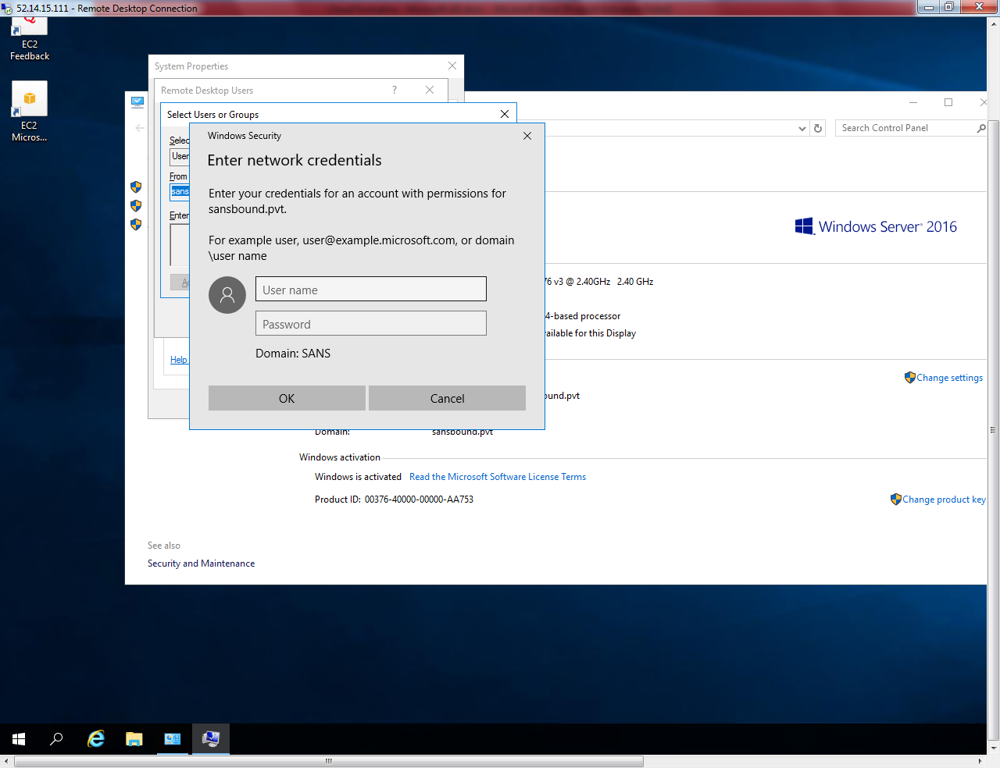 52.14.15.111 - Remote Desktop Connection
EC2
Feedback
EC2
Micros...
System Properties
Remote Desktop Users
?
Select Users or Groups
Selec
User
From
sans
Enter
Help
Windows Security
Enter network credentials
Enter your credentials for an account with permissions for
sansbound.pvt.
For example user, user@example.microsoft.com, or domain
\user name
User name
Password
Domain: SANS
OK
Cancel
Search Control Panel
Windows Server® 2016
76 v3 @ 2.40GHz 2.40 GHz
4-based processor
ailable for this Display
Change settings
ound.pvt
Domain:
sansbound.pvt
Windows activation
Windows is activated Read the Microsoft Software License Terms
Product ID: 00376-40000-00000-AA753
Change product key
See also
Security and Maintenance